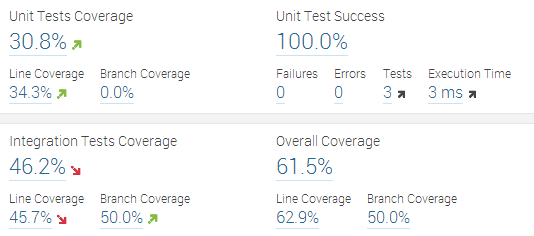 Unit Tests Coverage
30.8%
Line Coverage Branch Coverage
34.3% 0.0%
Unit Test Success
100.0%
Failures Errors Tests Execution Time
0 0 3 3 ms
Integration Tests Coverage
46.2%
Line Coverage Branch Coverage
45.7% 50.0%
Overall Coverage
61.5%
Line Coverage Branch Coverage
62.9% 50.0%